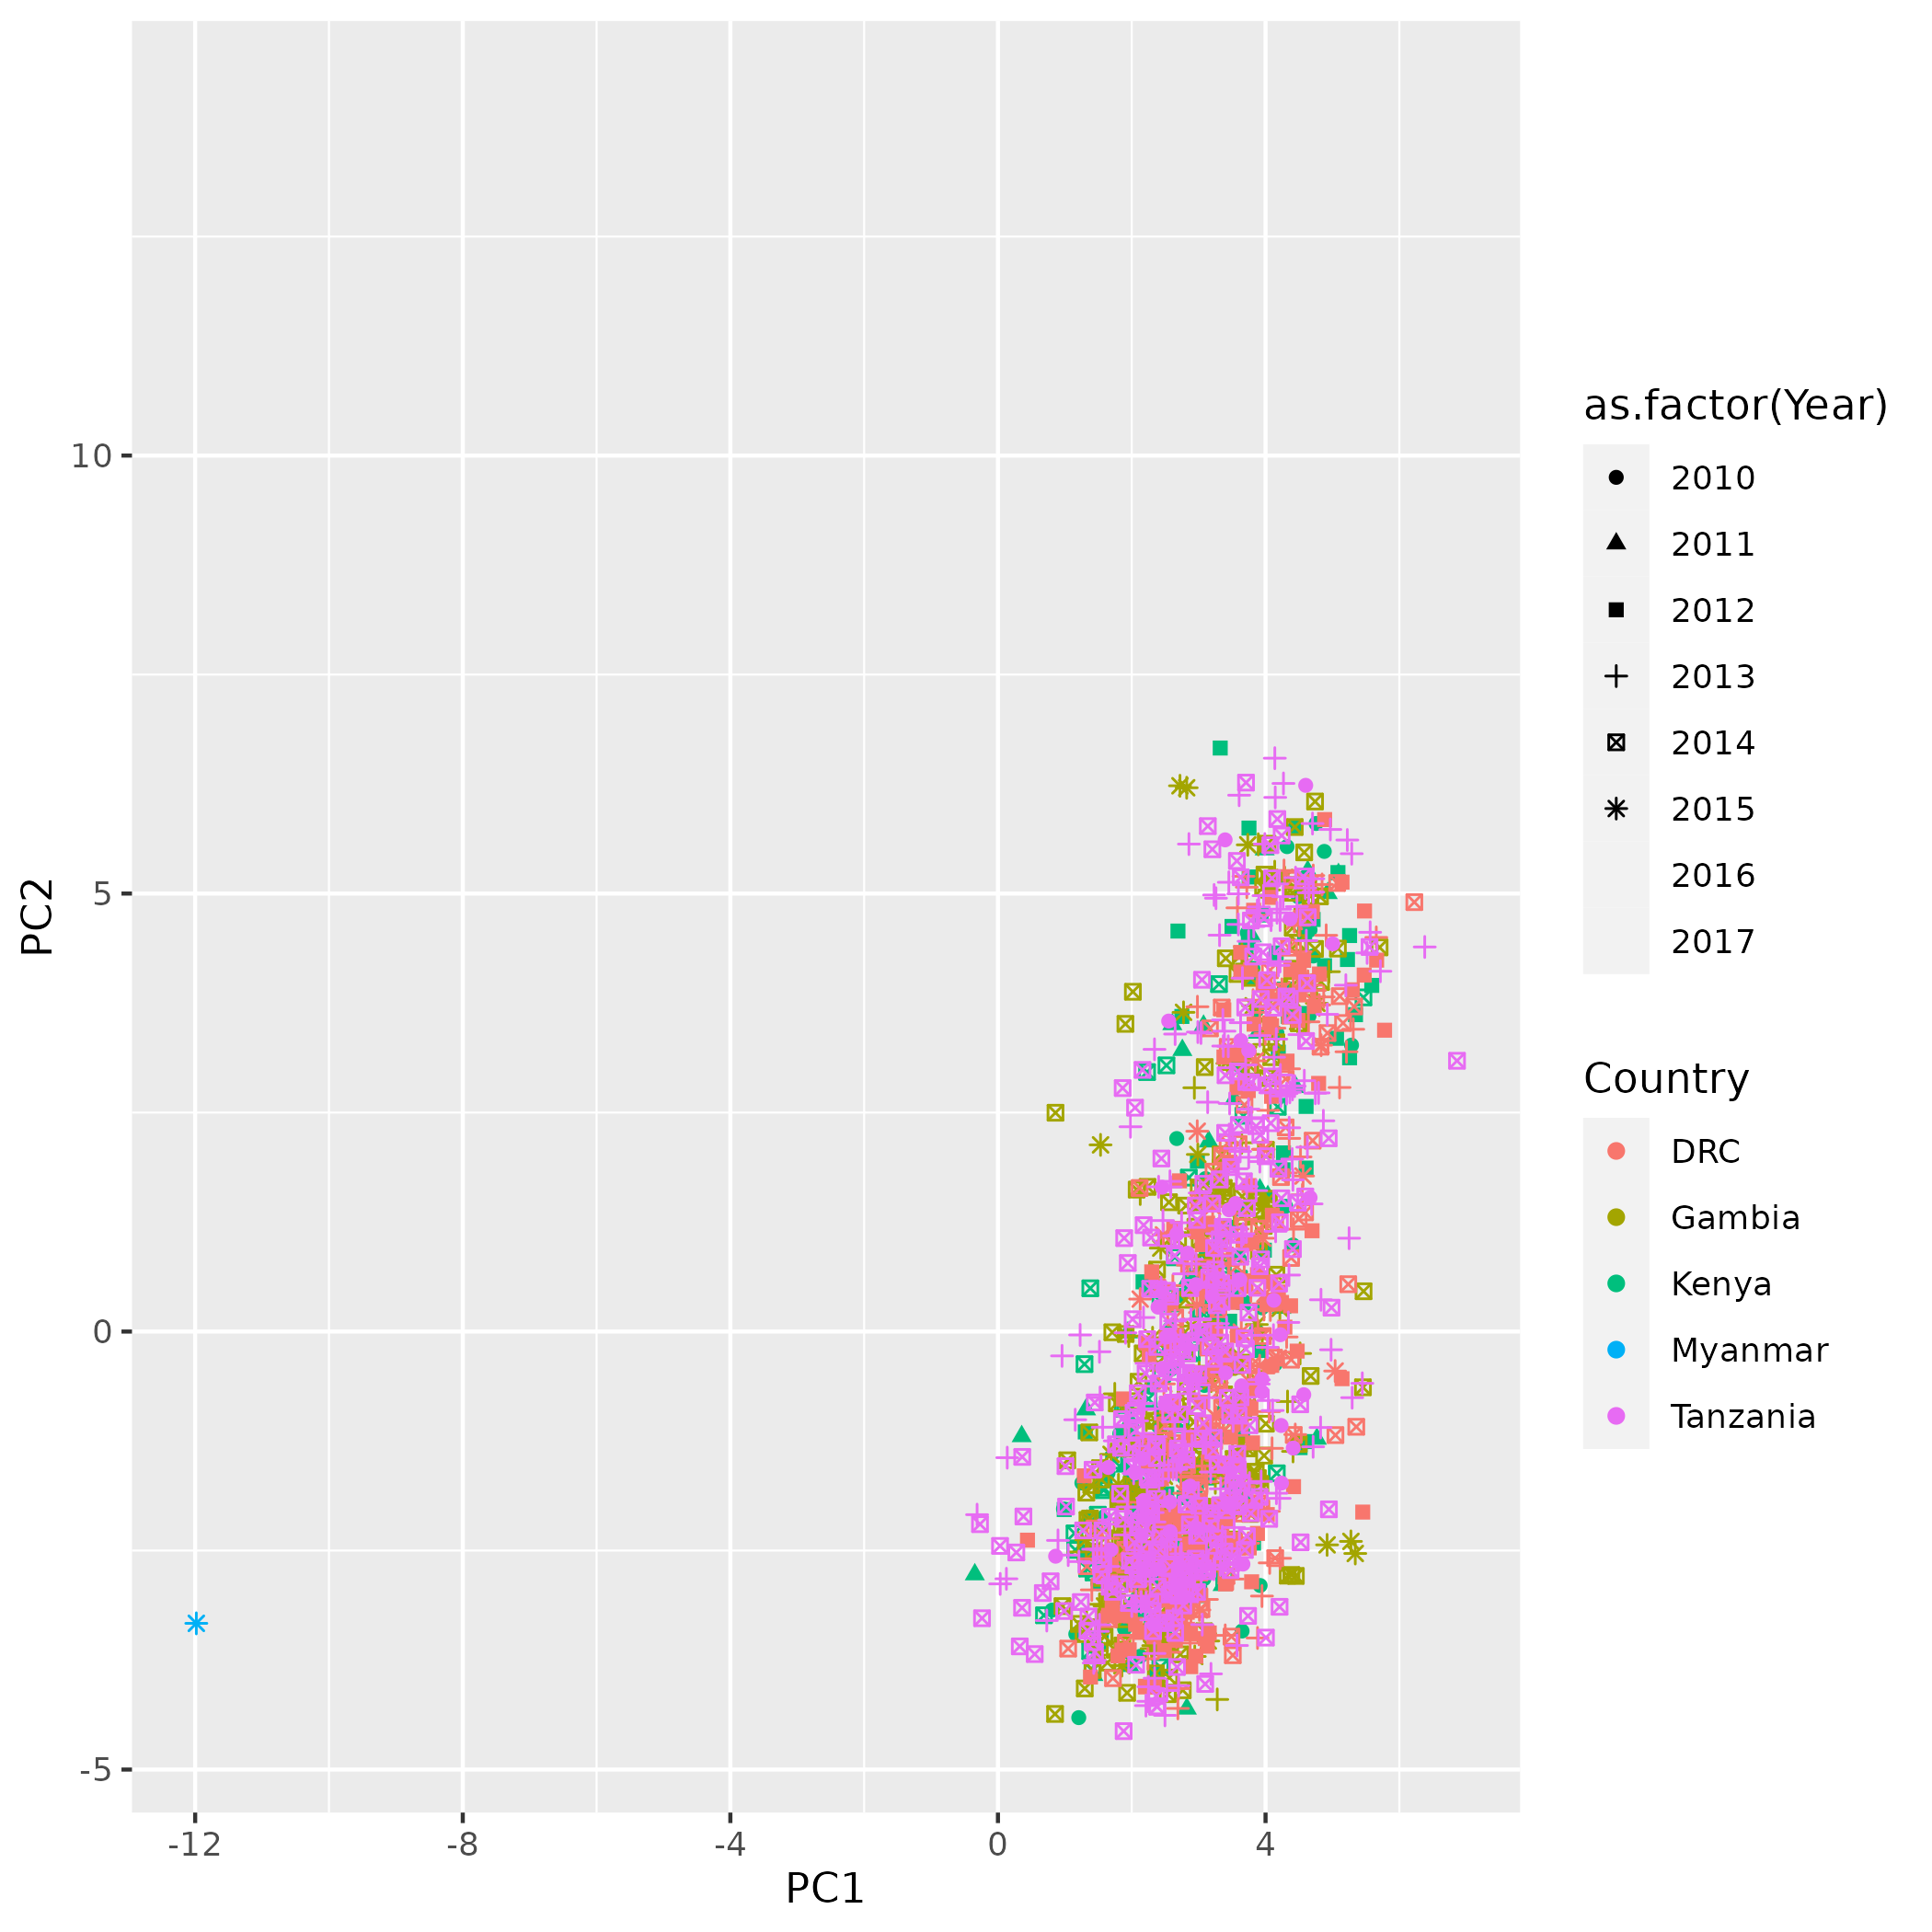 10
5
0
-5
PC2
-12 -8 -4 0 4
PC1
as.factor(Year)
2010
2011
2012
2013
2014
2015
2016
2017
Country
DRC
Gambia
Kenya
Myanmar
Tanzania